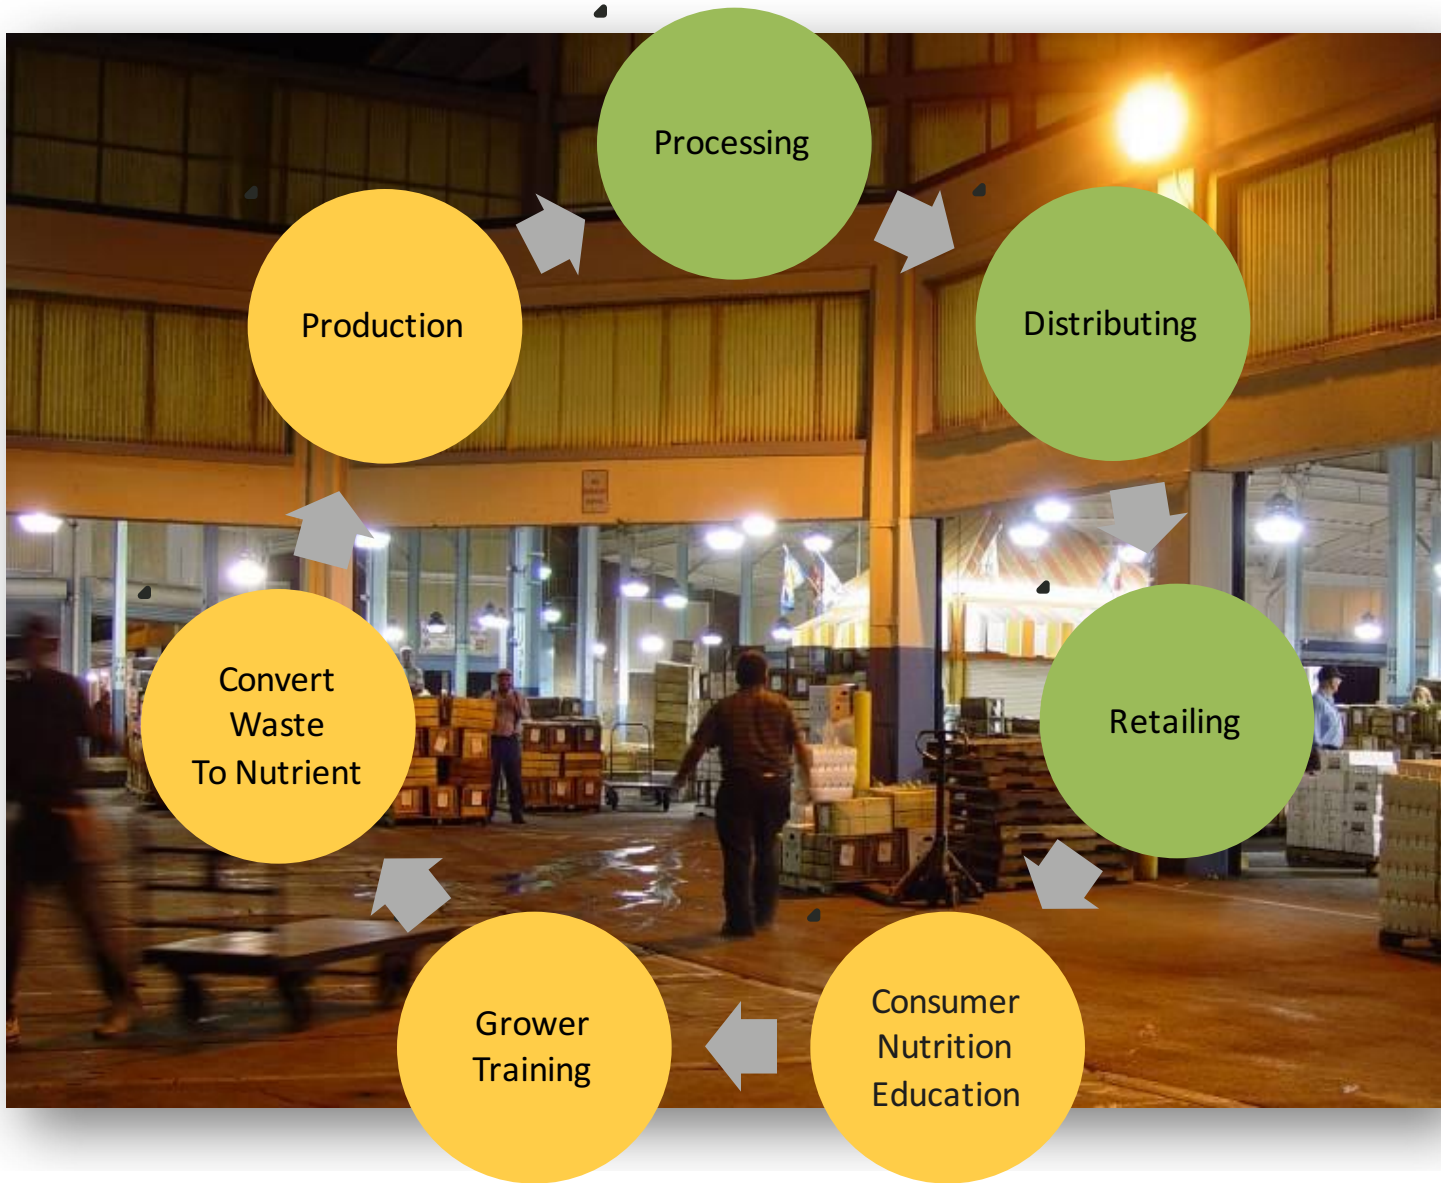 Processing
Distributing
Retailing
Consumer
Nutrition
Education
Grower
Training
Convert
Waste
To Nutrient
Production